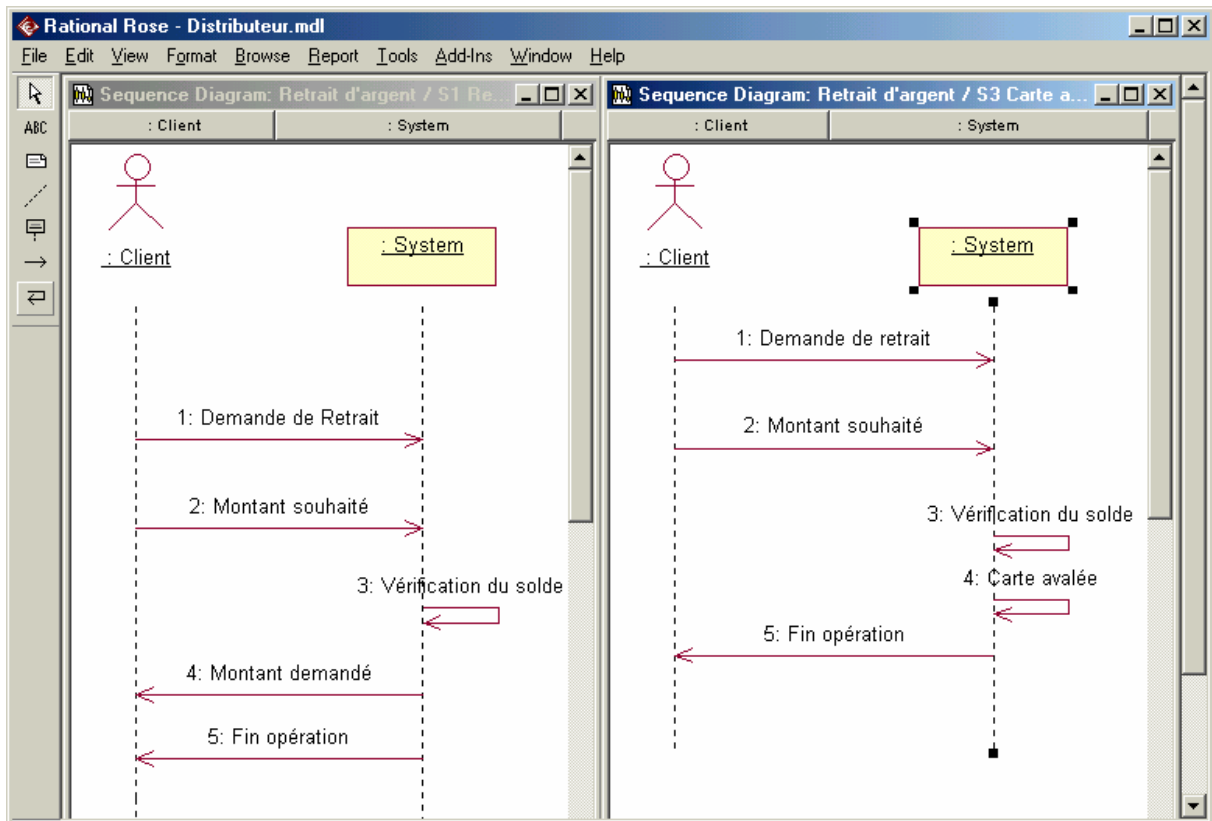 Rational Rose - Distributeur.mdl
File Edit View Format Browse Report Tools Add-Ins Window Help
ABC
Sequence Diagram: Retrait d'argent / S1 Re...
: Client : System
: Client
: System
1: Demande de Retrait
2: Montant souhaité
3: Vérification du solde
4: Montant demandé
5: Fin opération
Sequence Diagram: Retrait d'argent / S3 Carte a...
: Client : System
: Client
: System
1: Demande de retrait
2: Montant souhaité
3: Vérification du solde
4: Carte avalée
5: Fin opération